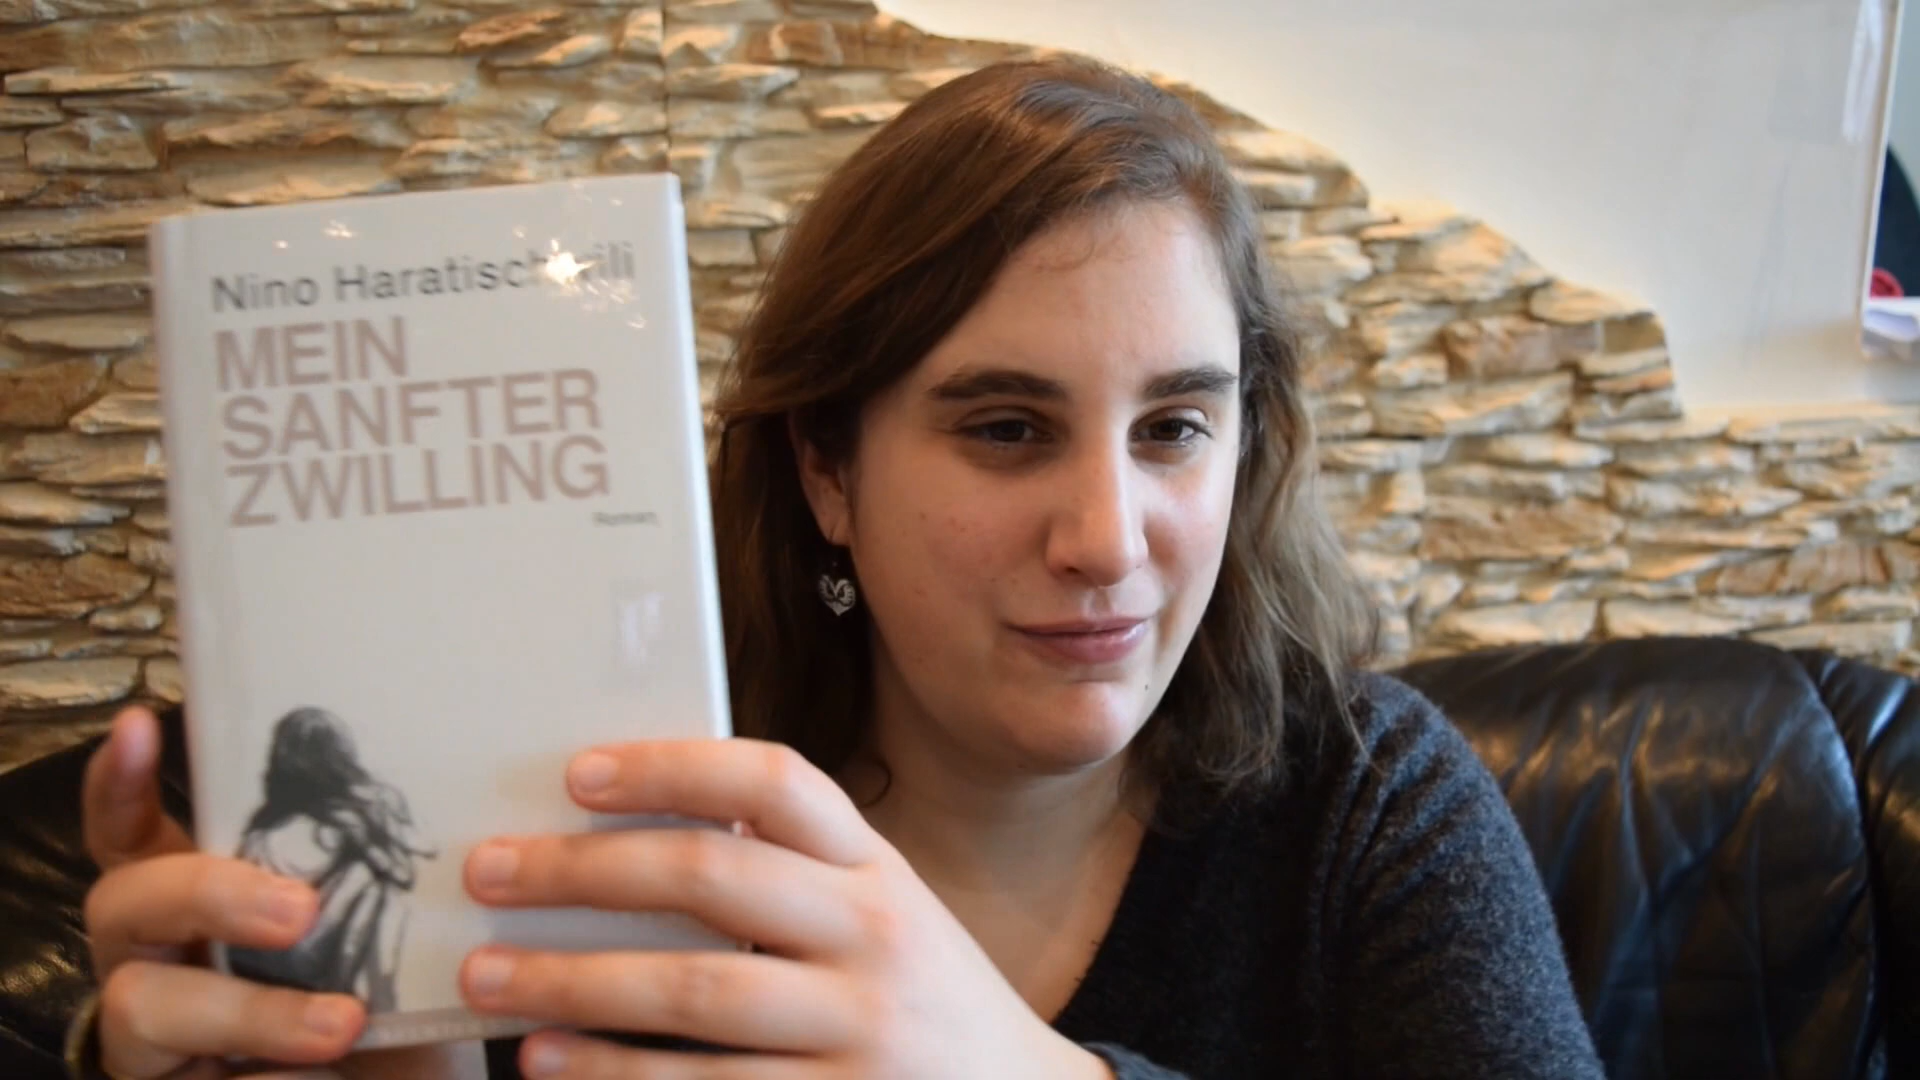 Nino Haratischwili
MEIN
SANFTER
ZWILLING
Roman